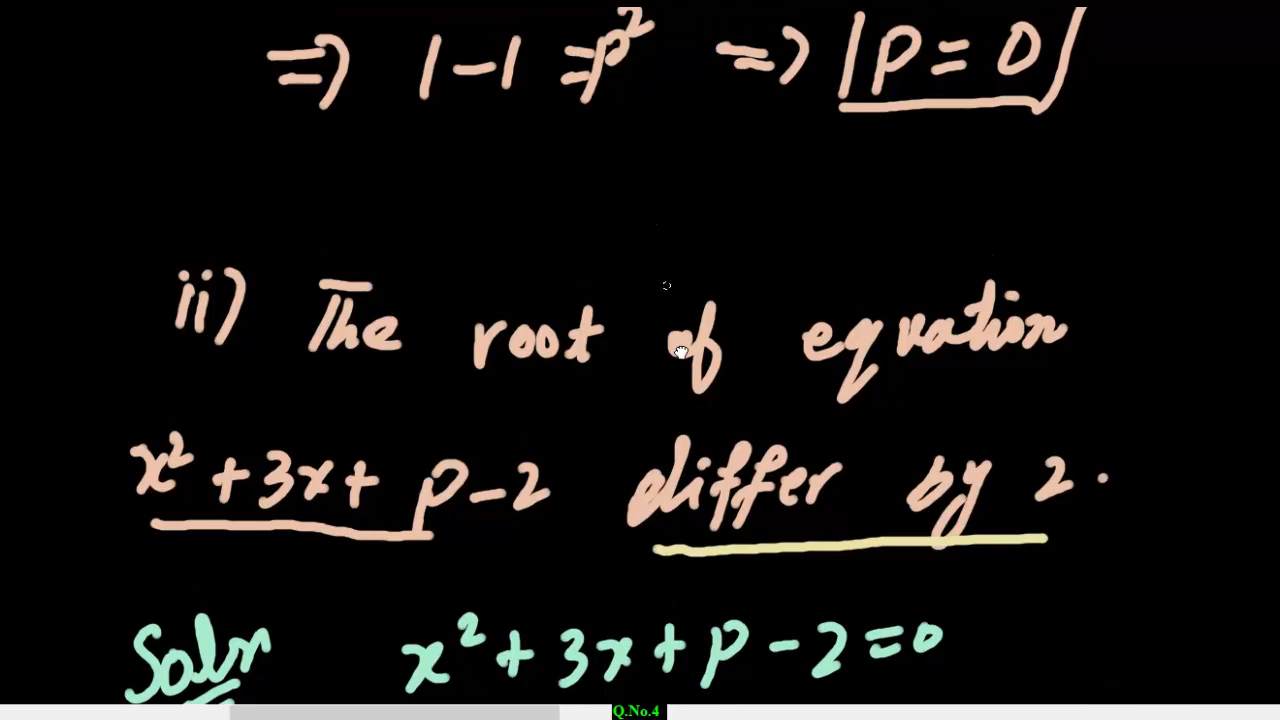 => 1-1 = p² => |p = 0|
ii) The root of equation
x² + 3x + p - 2 differ by 2.
Soln x² + 3x + p - 2 = 0
Q.No.4